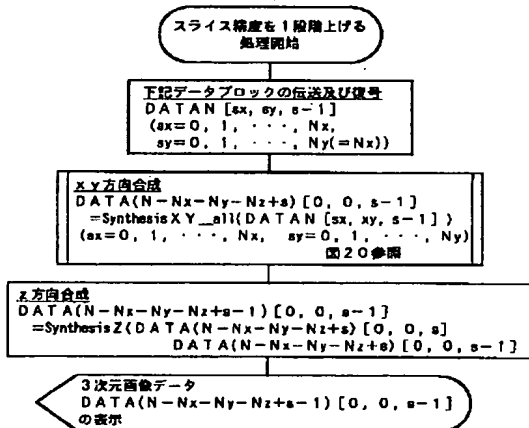 スライス精度を1段階上げる
処理開始
下記データブロックの伝送及び復号
DATAN [sx, sy, s-1]
(sx=0, 1, ・・・, Nx,
sy=0, 1, ・・・, Ny(=Nx))
xy方向合成
DATA(N-Nx-Ny-Nz+s) [0, 0, s-1]
=SynthesisXY_all(DATAN [sx, xy, s-1] )
(sx=0, 1, ・・・, Nx, sy=0, 1, ・・・, Ny)
図20参照
z方向合成
DATA(N-Nx-Ny-Nz+s-1) [0, 0, s-1]
=SynthesisZ(DATA(N-Nx-Ny-Nz+s) [0, 0, s]
DATA(N-Nx-Ny-Nz+s) [0, 0, s-1]
3次元画像データ
DATA(N-Nx-Ny-Nz+s-1) [0, 0, s-1]
の表示